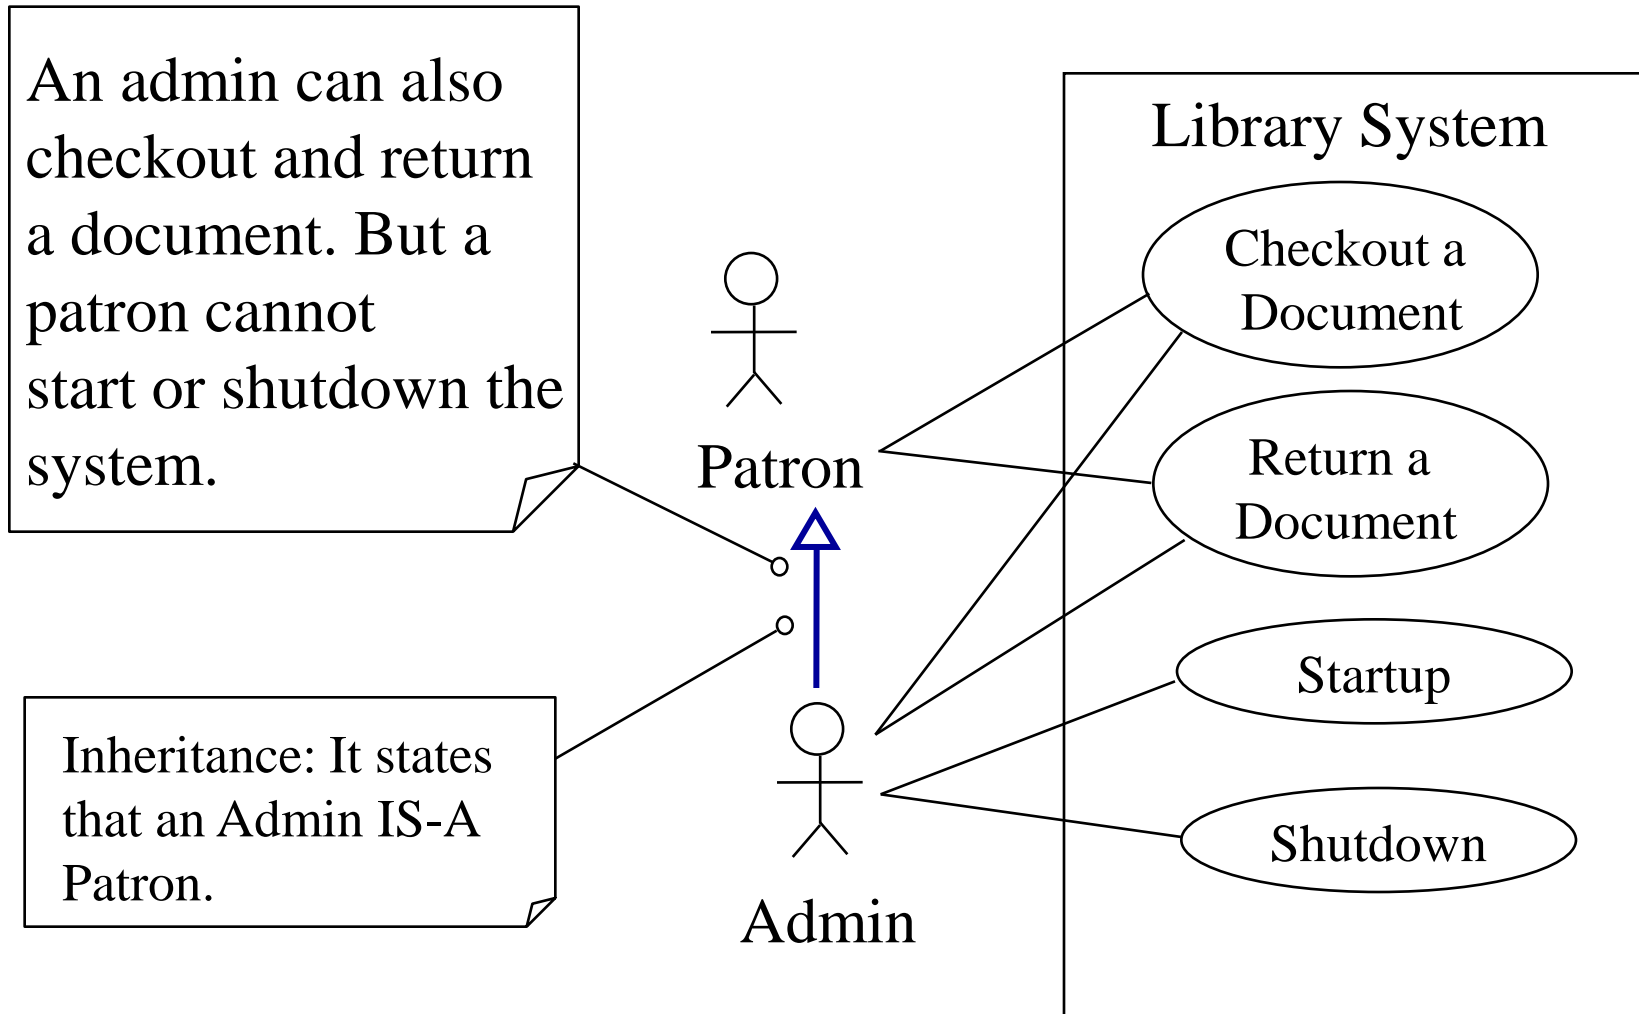 An admin can also
checkout and return
a document. But a
patron cannot
start or shutdown the
system.
Library System
Checkout a
Document
Patron
Return a
Document
Startup
Inheritance: It states
that an Admin IS-A
Patron.
Shutdown
Admin